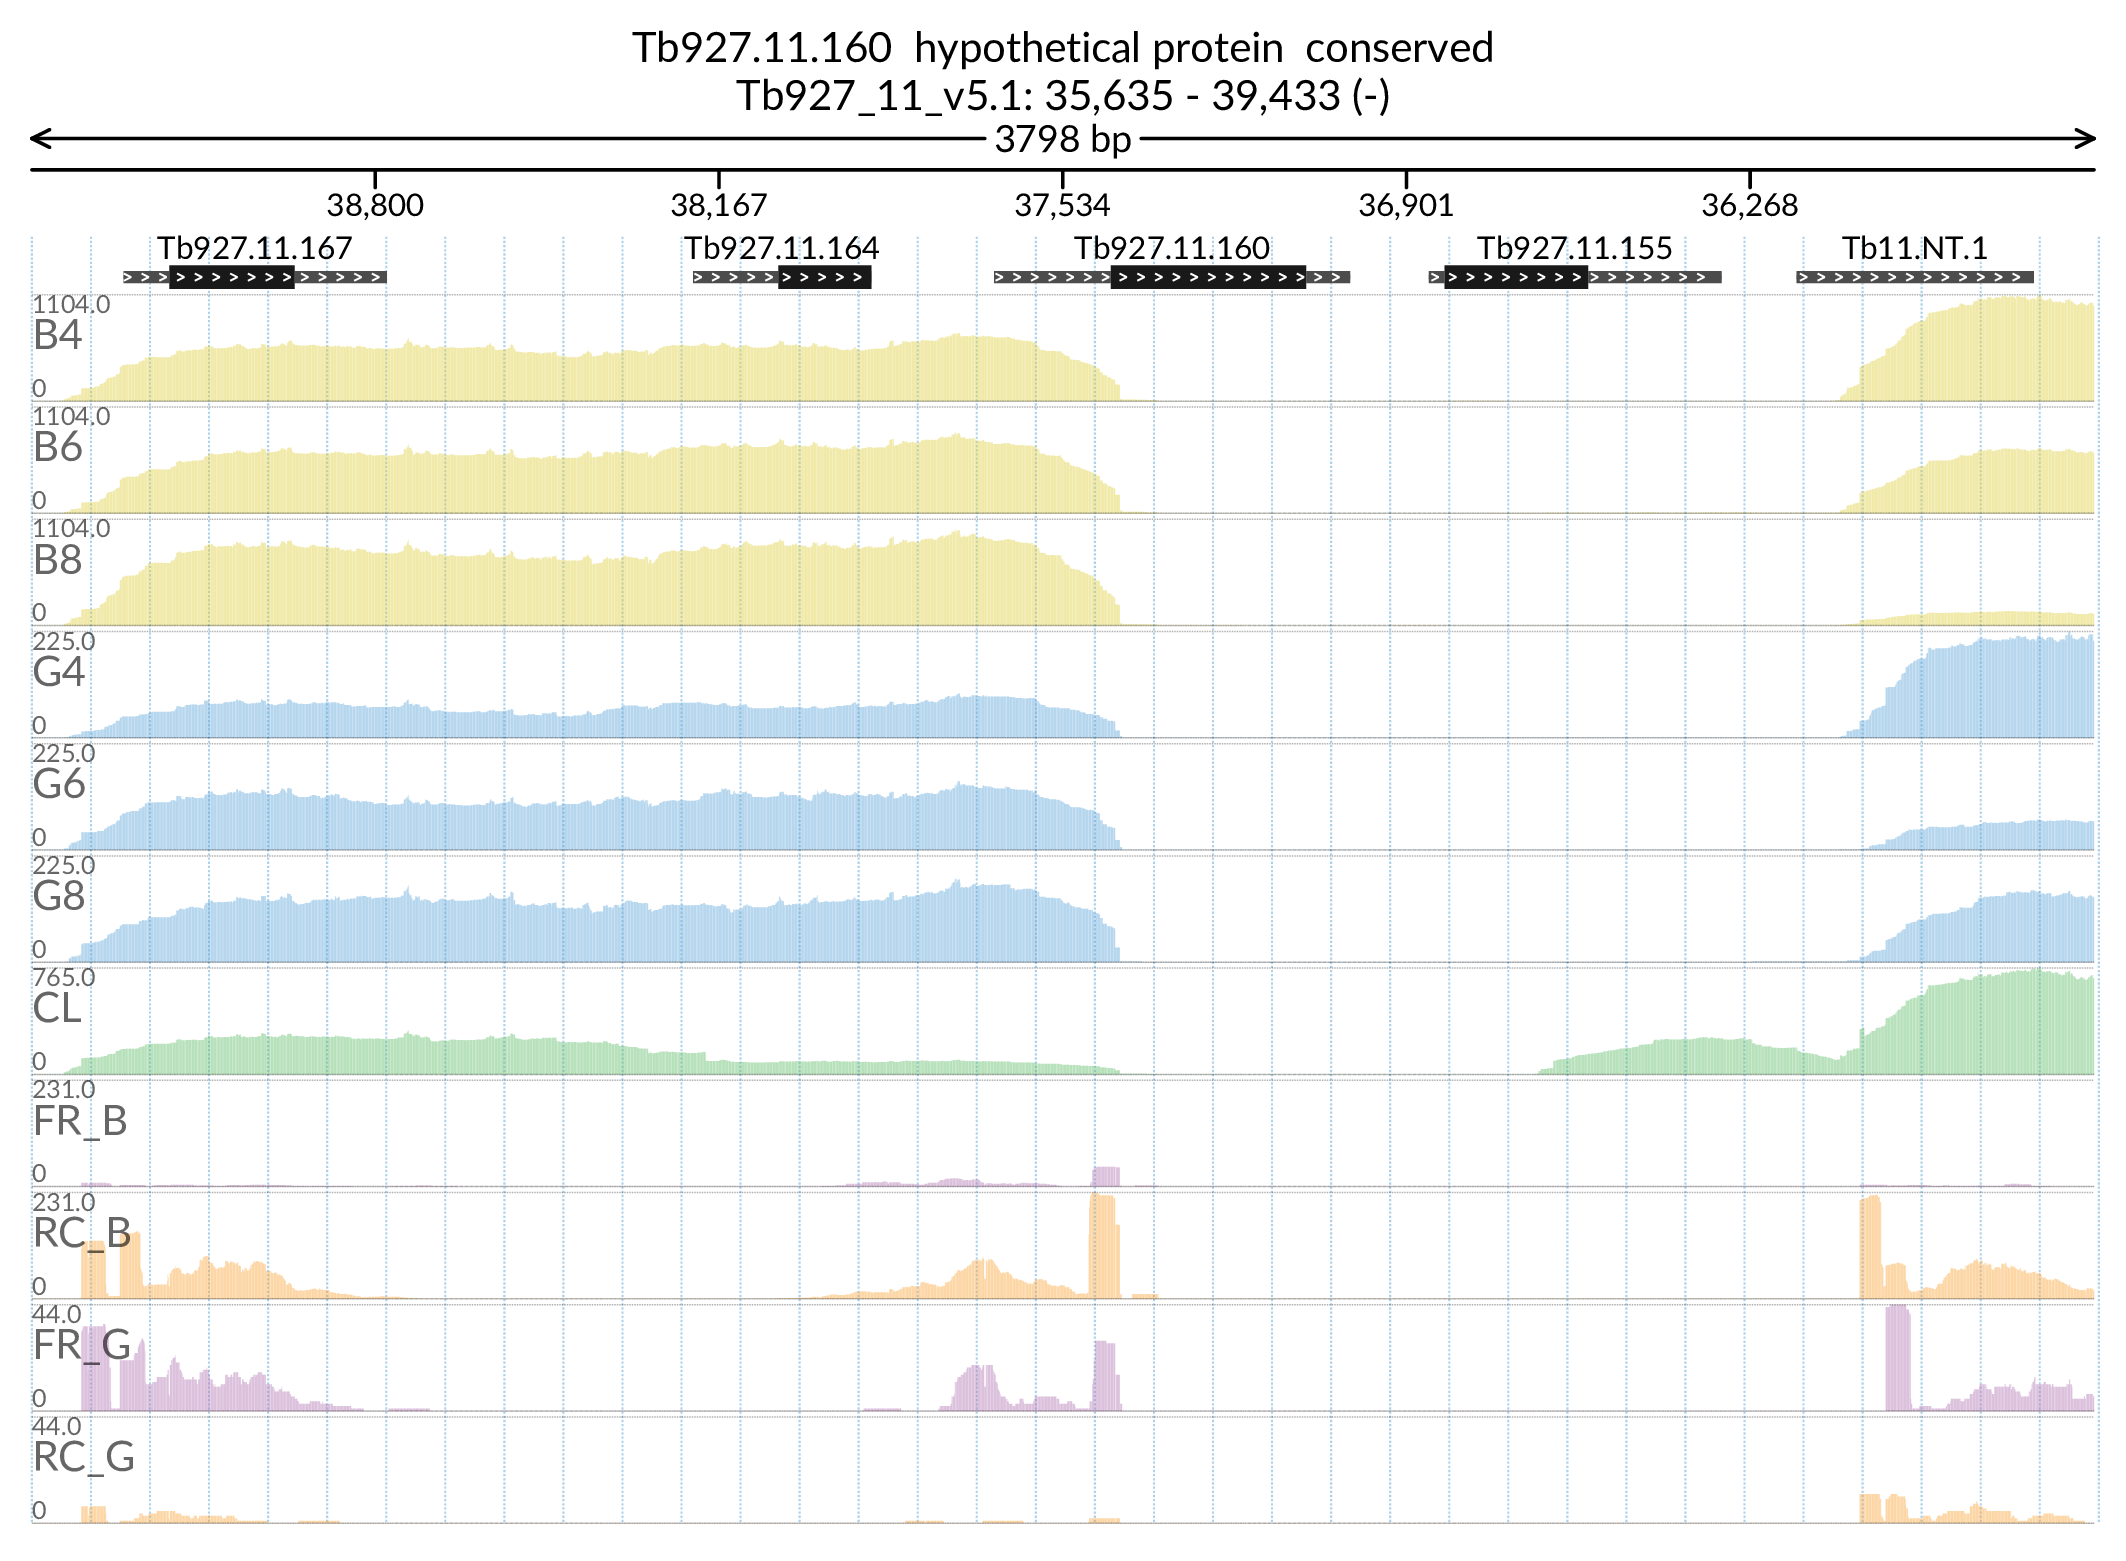 Tb927.11.160  hypothetical protein  conserved
Tb927_11_v5.1: 35,635 - 39,433 (-)
3798 bp
38,800 38,167 37,534 36,901 36,268
Tb927.11.167 Tb927.11.164 Tb927.11.160 Tb927.11.155 Tb11.NT.1
1104.0
B4
0
1104.0
B6
0
1104.0
B8
0
225.0
G4
0
225.0
G6
0
225.0
G8
0
765.0
CL
0
231.0
FR_B
0
231.0
RC_B
0
44.0
FR_G
0
44.0
RC_G
0